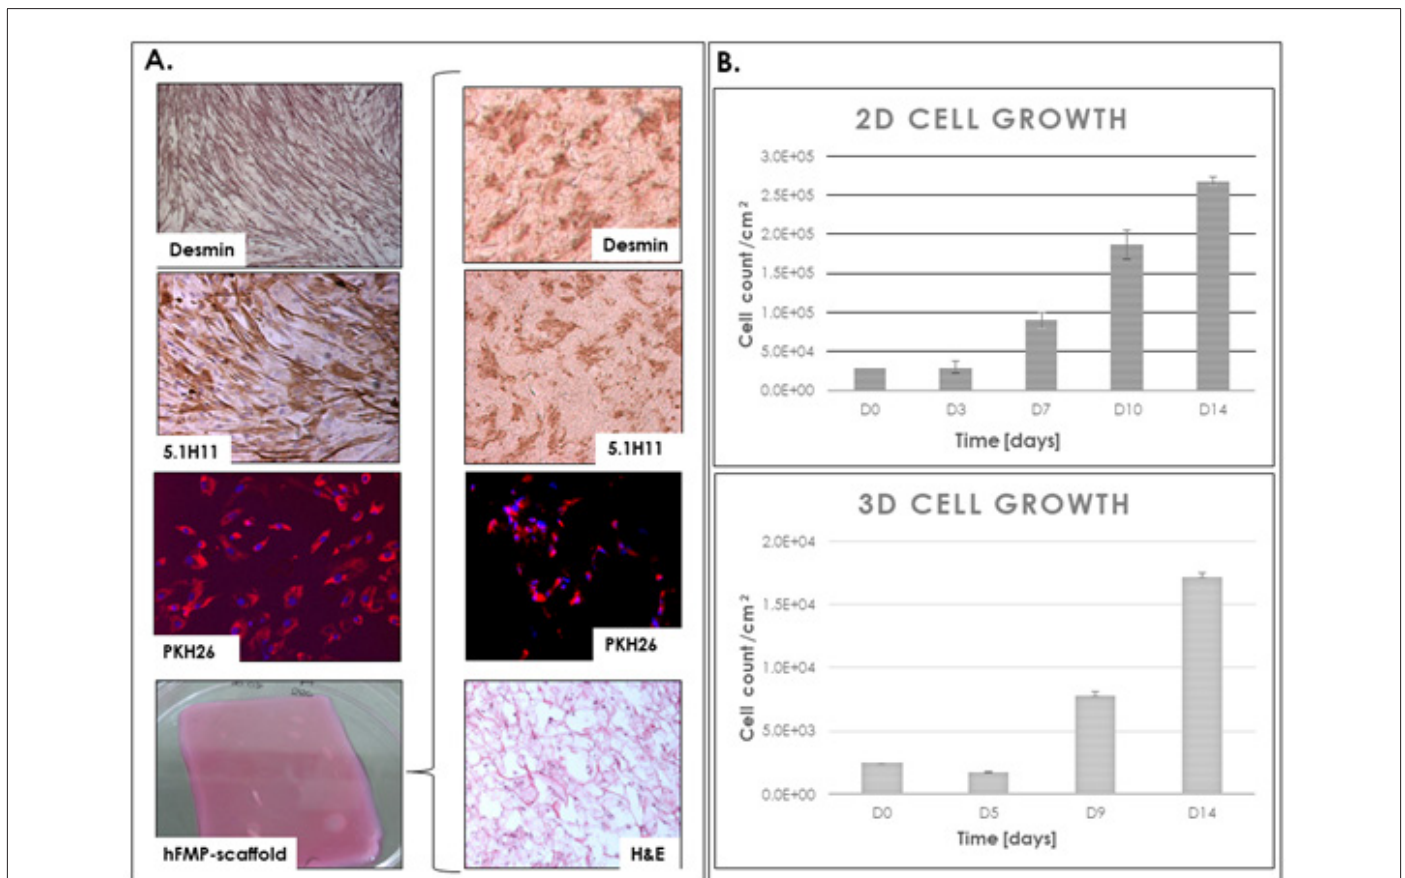 A.
Desmin
Desmin
5.1H11
5.1H11
PKH26
PKH26
hFMP-scaffold
H&E
B.
2D CELL GROWTH
Cell count/cm²
3.0E+05
2.5E+05
2.0E+05
1.5E+05
1.0E+05
5.0E+04
0.0E+00
D0 D3 D7 D10 D14
Time [days]
3D CELL GROWTH
Cell count/cm²
2.0E+04
1.5E+04
1.0E+04
5.0E+03
0.0E+00
D0 D5 D9 D14
Time [days]